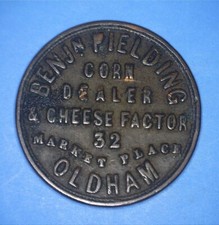 BENJN FIELDING
CORN
DEALER
& CHEESE FACTOR
32
MARKET PLACE
OLDHAM